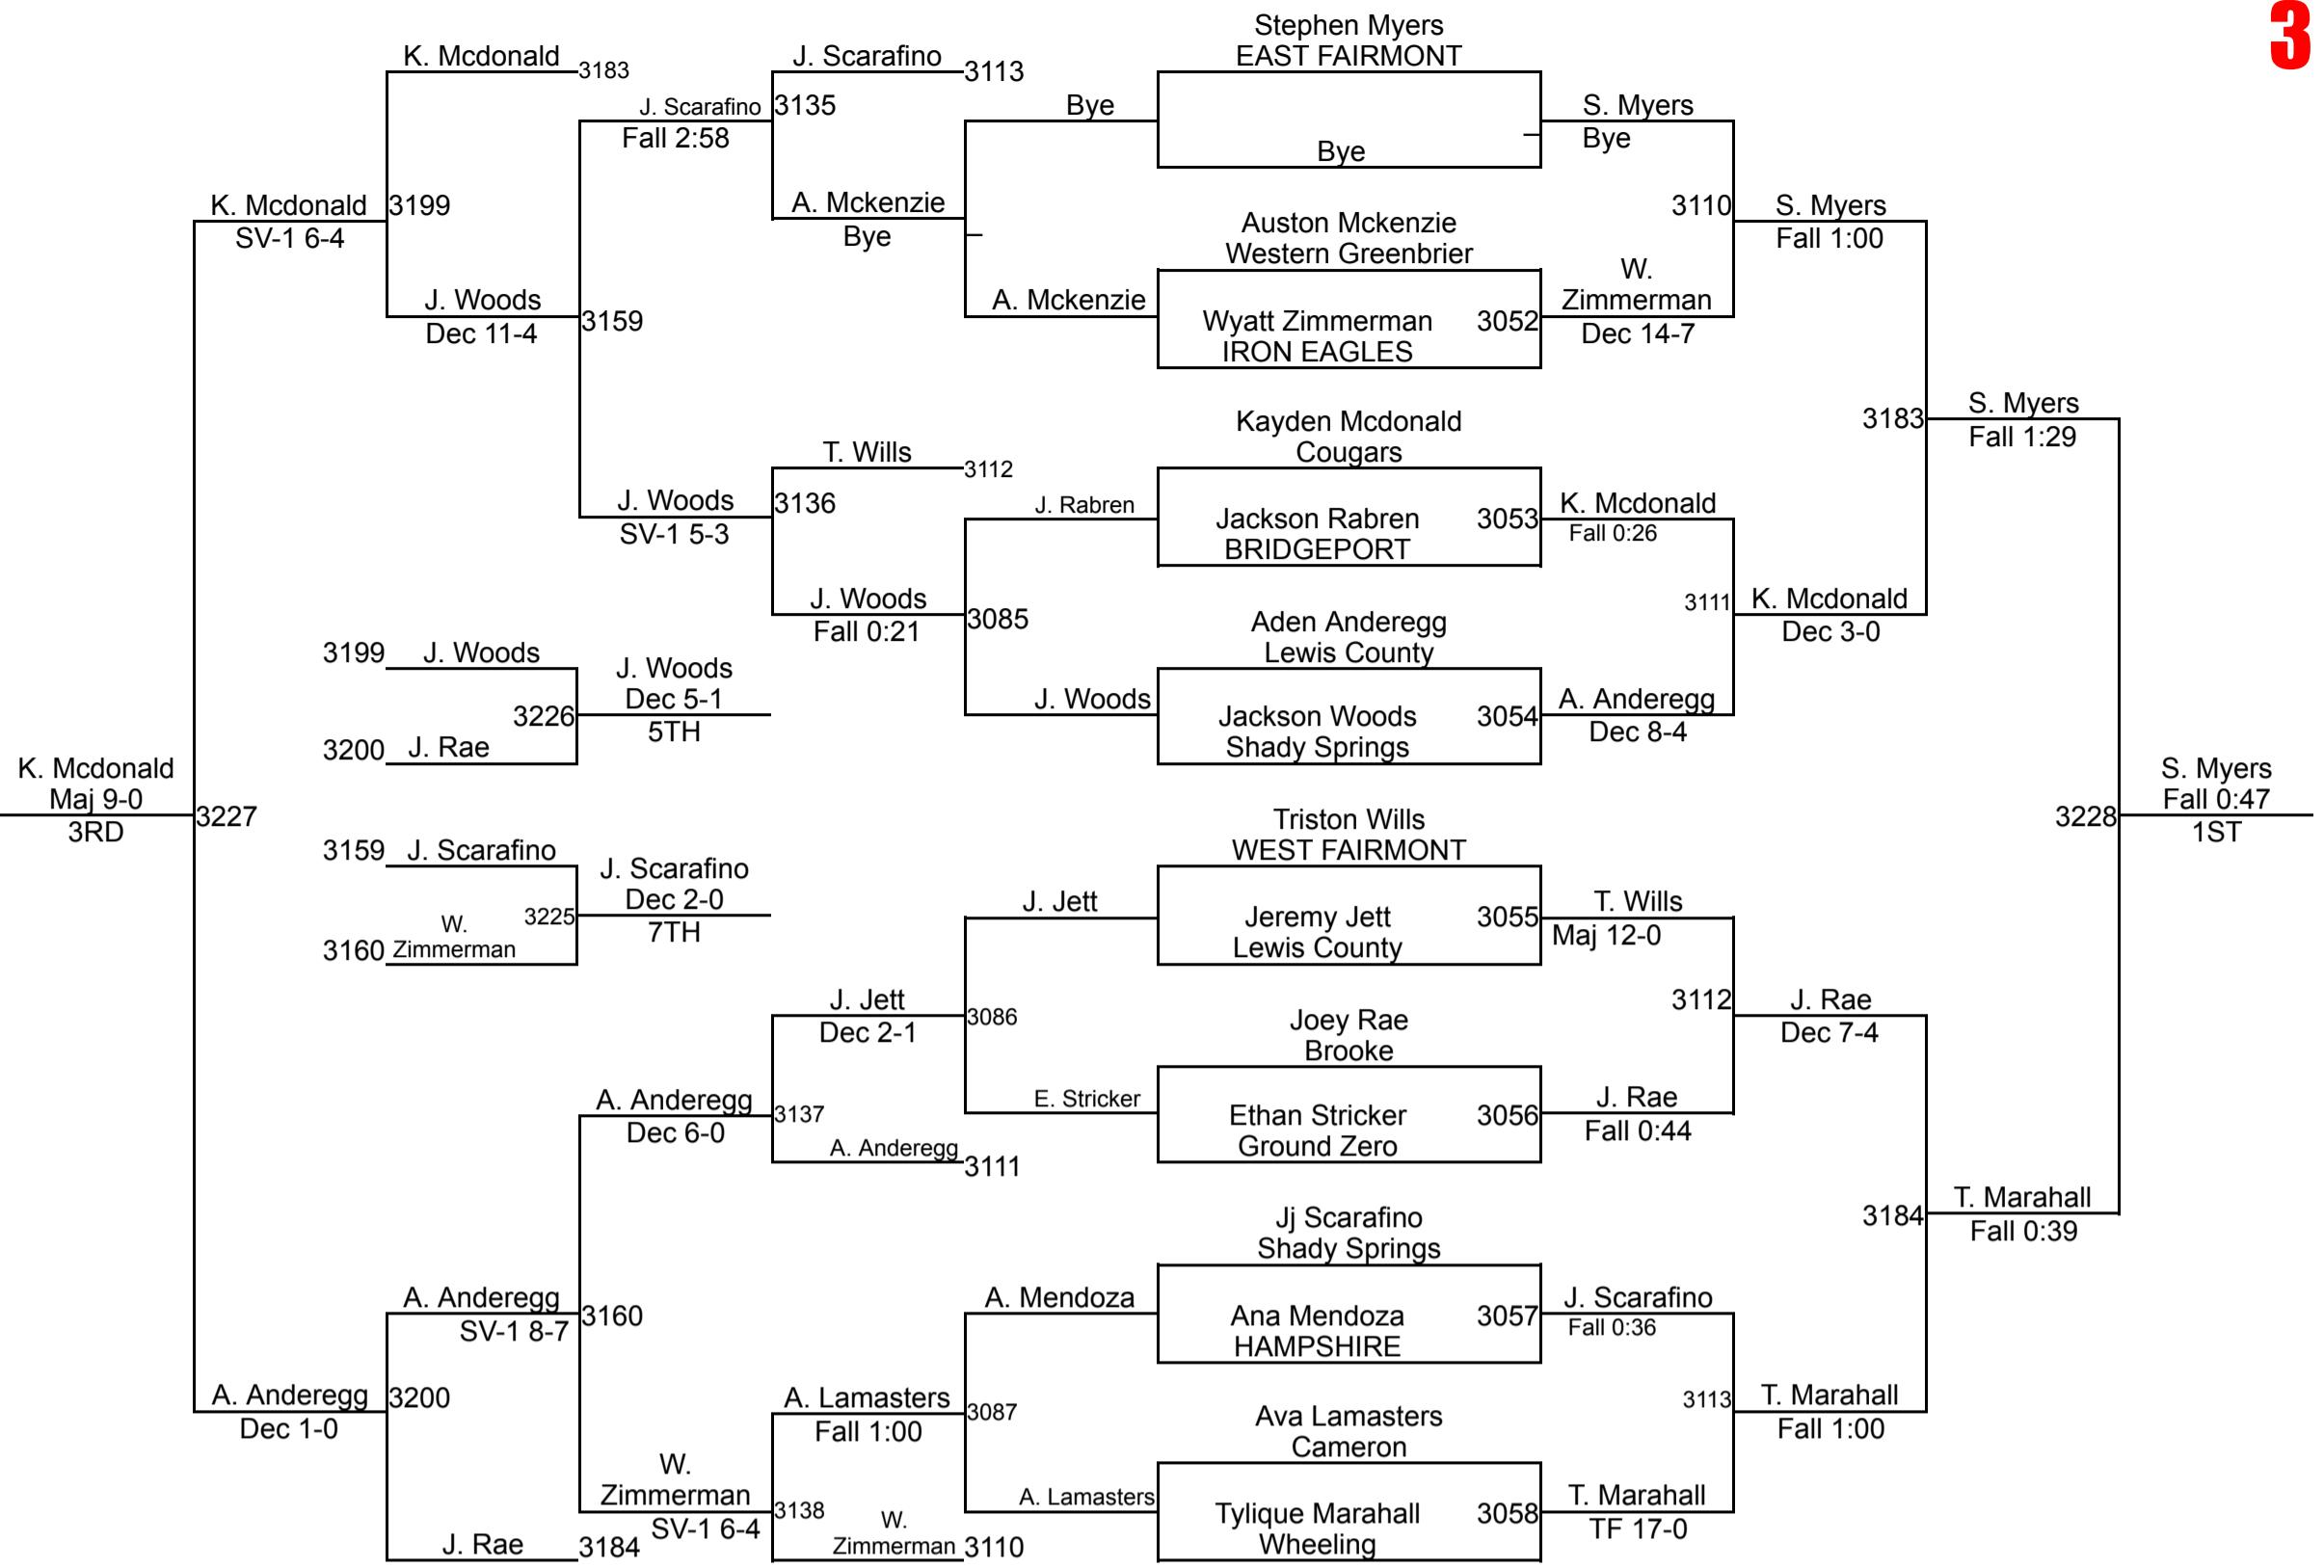 3
Stephen Myers
EAST FAIRMONT
K. Mcdonald
3183
J. Scarafino
3113
J. Scarafino
3135
Fall 2:58
Bye
S. Myers
Bye
Bye
K. Mcdonald
3199
SV-1 6-4
A. Mckenzie
Bye
3110
S. Myers
Fall 1:00
Auston Mckenzie
Western Greenbrier
J. Woods
Dec 11-4
3159
A. Mckenzie
Wyatt Zimmerman
IRON EAGLES
3052
W.
Zimmerman
Dec 14-7
3183
S. Myers
Fall 1:29
Kayden Mcdonald
Cougars
T. Wills
3112
J. Woods
SV-1 5-3
3136
J. Rabren
Jackson Rabren
BRIDGEPORT
3053
K. Mcdonald
Fall 0:26
J. Woods
Fall 0:21
3085
3111
K. Mcdonald
Dec 3-0
Aden Anderegg
Lewis County
3199
J. Woods
J. Woods
Dec 5-1
5TH
3226
3200
J. Rae
J. Woods
Jackson Woods
Shady Springs
3054
A. Anderegg
Dec 8-4
K. Mcdonald
Maj 9-0
3RD
3227
3228
S. Myers
Fall 0:47
1ST
Triston Wills
WEST FAIRMONT
3159
J. Scarafino
J. Scarafino
Dec 2-0
7TH
3225
3160
W.
Zimmerman
J. Jett
Jeremy Jett
Lewis County
3055
T. Wills
Maj 12-0
J. Jett
Dec 2-1
3086
3112
J. Rae
Dec 7-4
Joey Rae
Brooke
A. Anderegg
Dec 6-0
3137
E. Stricker
Ethan Stricker
Ground Zero
3056
J. Rae
Fall 0:44
A. Anderegg
3111
3184
T. Marahall
Fall 0:39
Jj Scarafino
Shady Springs
A. Anderegg
SV-1 8-7
3160
A. Mendoza
Ana Mendoza
HAMPSHIRE
3057
J. Scarafino
Fall 0:36
A. Anderegg
Dec 1-0
3200
A. Lamasters
Fall 1:00
3087
3113
T. Marahall
Fall 1:00
Ava Lamasters
Cameron
W.
Zimmerman
SV-1 6-4
3138
A. Lamasters
Tylique Marahall
Wheeling
3058
T. Marahall
TF 17-0
J. Rae
3184
W.
Zimmerman
3110